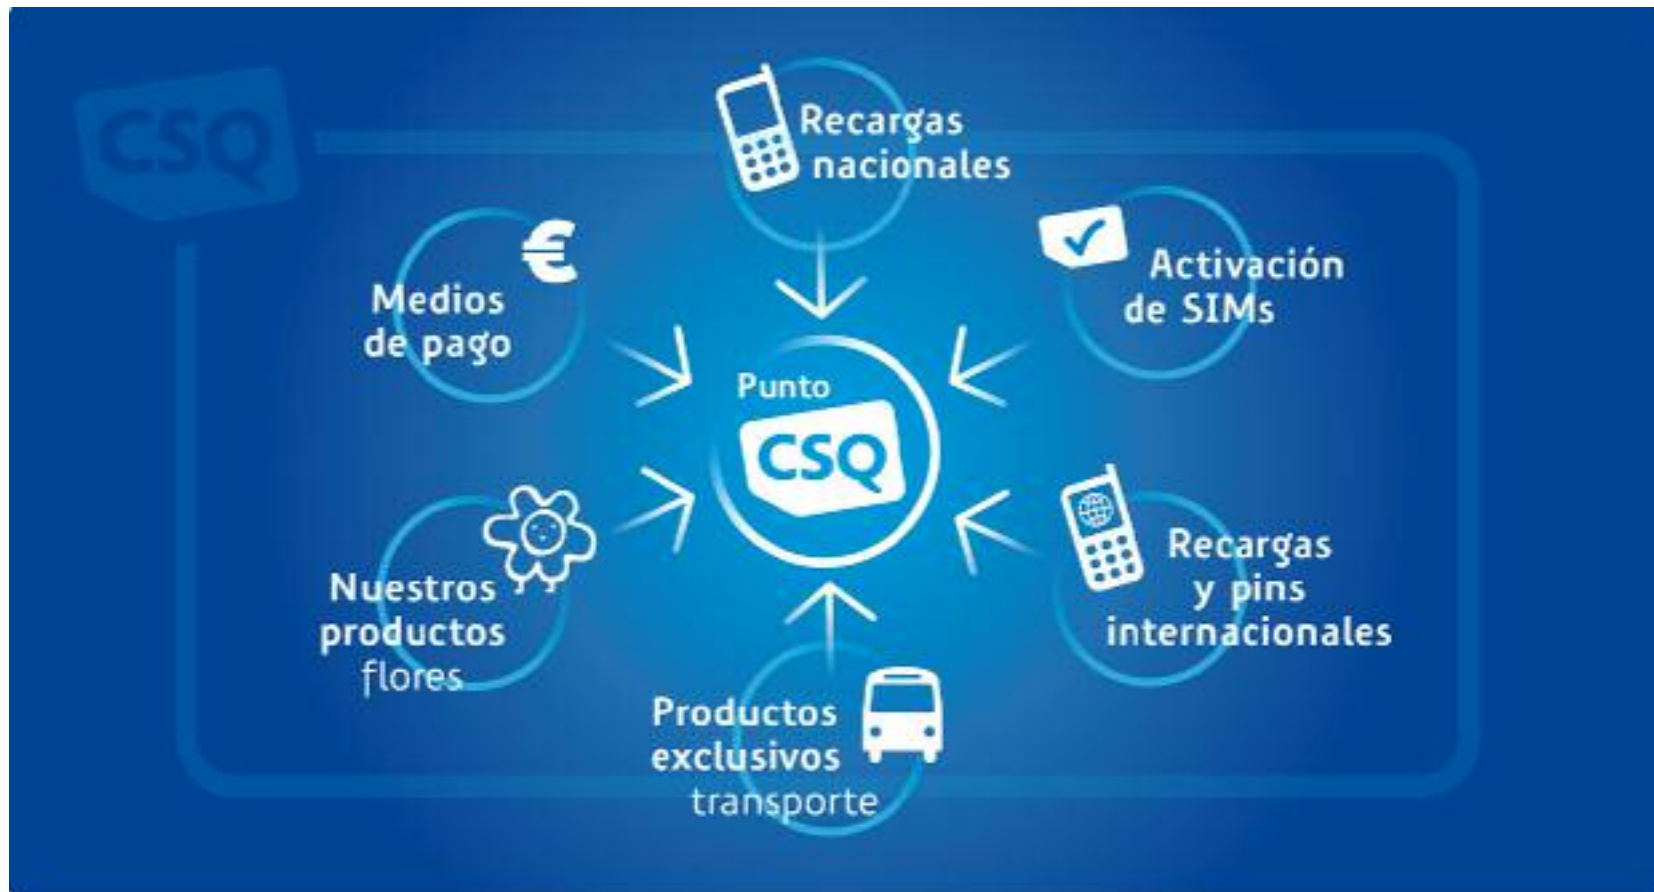 CSQ
Recargas
nacionales
Activación
de SIMs
Medios
de pago
Punto
CSQ
Recargas
y pins
internacionales
Nuestros
productos
flores
Productos
exclusivos
transporte